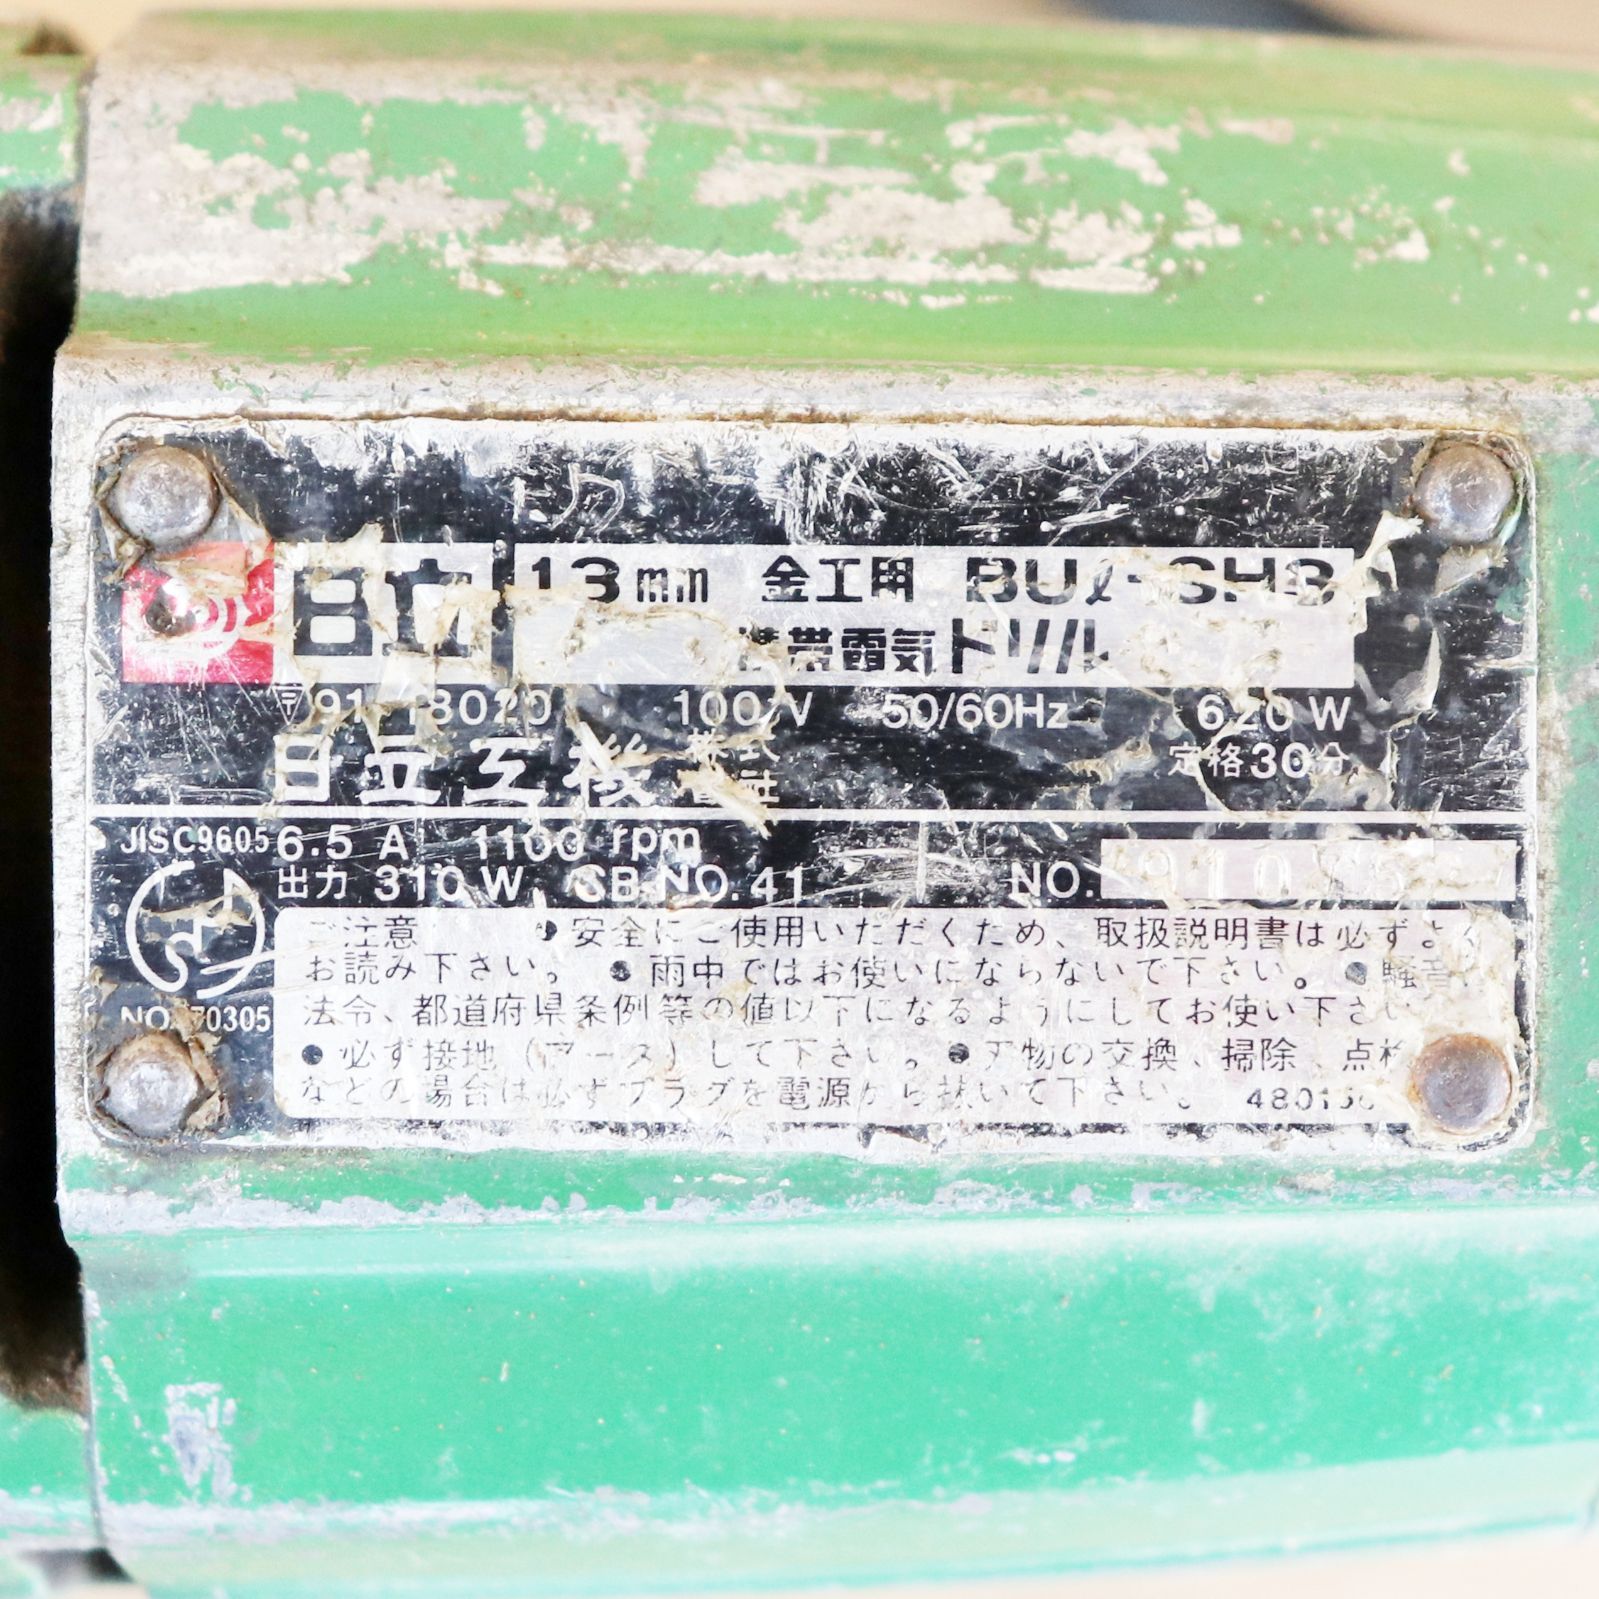 日立 13mm 金工用 BUℓ-SH3
携帯電気ドリル
100V 50/60Hz 620W
日立工機 株式会社 定格30分
JISC9605 6.5 A 1100 rpm
出力 310W SB NO.41 NO.
ご注意 ●安全にご使用いただくため、取扱説明書は必ずよく
お読み下さい。 ●雨中ではお使いにならないで下さい。 ●騒音は
法令、都道府県条例等の値以下になるようにしてお使い下さい
●必ず接地(アース)して下さい。●刃物の交換、掃除、点検
などの場合は必ずプラグを電源から抜いて下さい。